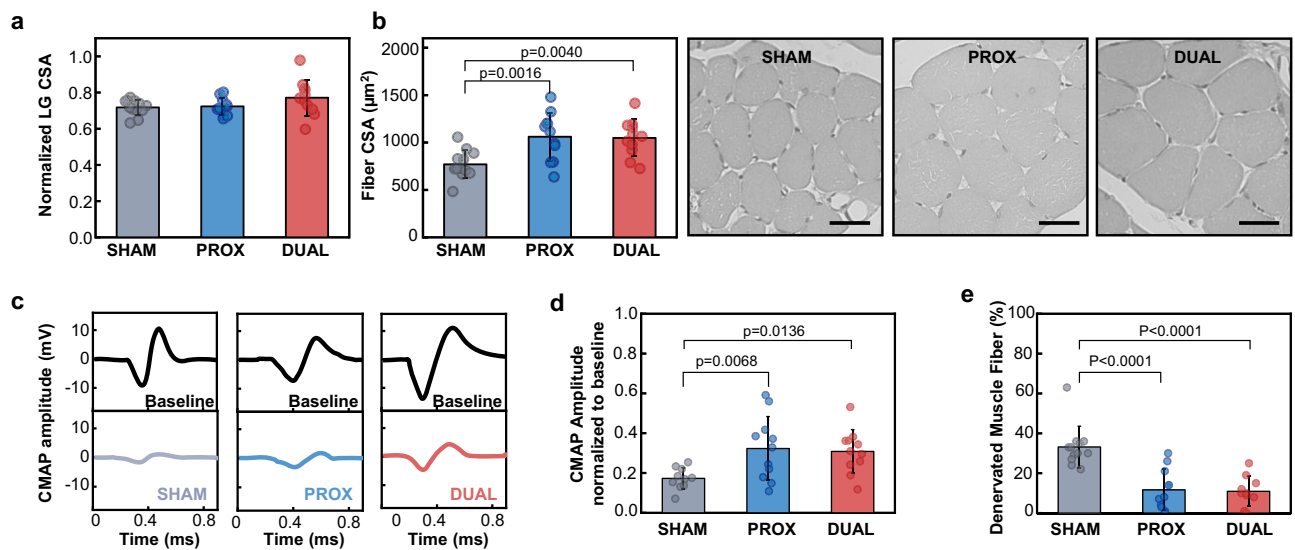 a
Normalized LG CSA
1.0
0.8
0.6
0.4
0.2
0.0
SHAM
PROX
DUAL
b
Fiber CSA (µm²)
2000
1500
1000
500
0
p=0.0040
p=0.0016
SHAM
PROX
DUAL
SHAM
PROX
DUAL
c
CMAP amplitude (mV)
10
0
-10
Baseline
Baseline
Baseline
10
0
-10
SHAM
PROX
DUAL
0 0.4 0.8
0 0.4 0.8
0 0.4 0.8
Time (ms)
Time (ms)
Time (ms)
d
CMAP Amplitude
normalized to baseline
1.0
0.8
0.6
0.4
0.2
0.0
p=0.0136
p=0.0068
SHAM
PROX
DUAL
e
Denervated Muscle Fiber (%)
100
80
60
40
20
0
P<0.0001
P<0.0001
SHAM
PROX
DUAL